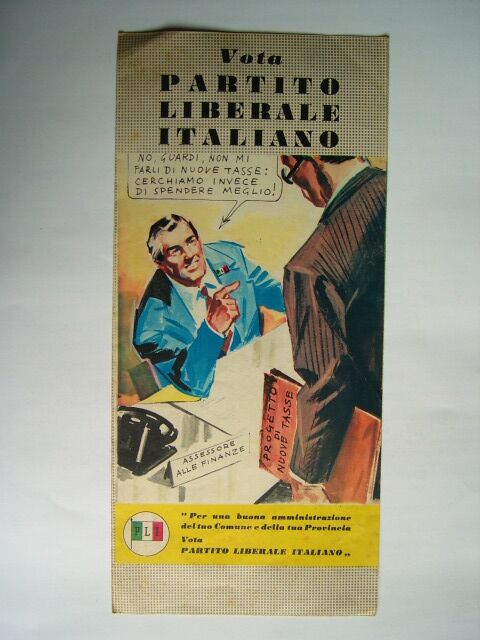 Vota
PARTITO
LIBERALE
ITALIANO
NO, GUARDI, NON MI
PARLI DI NUOVE TASSE:
CERCHIAMO INVECE
DI SPENDERE MEGLIO!
PLI
PROGETTO
DI
NUOVE TASSE
ASSESSORE
ALLE FINANZE
"Per una buona amministrazione
del tuo Comune e della tua Provincia
Vota
PARTITO LIBERALE ITALIANO„
PLI